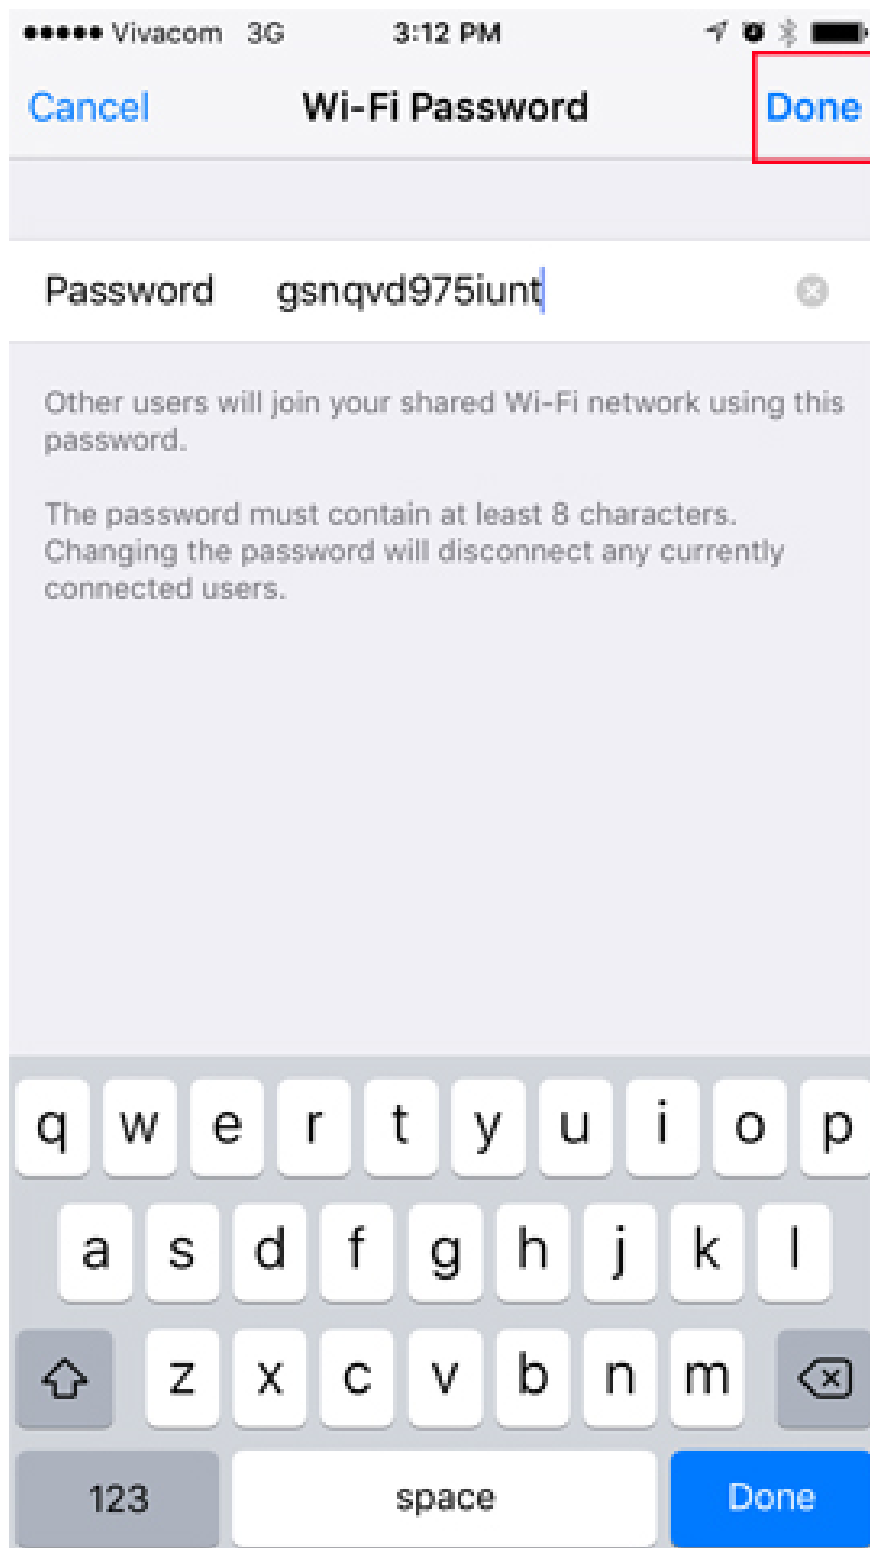 Vivacom 3G 3:12 PM
Cancel Wi-Fi Password Done
Password gsnqvd975iunt
Other users will join your shared Wi-Fi network using this
password.
The password must contain at least 8 characters.
Changing the password will disconnect any currently
connected users.
q w e r t y u i o p
a s d f g h j k l
z x c v b n m
123 space Done